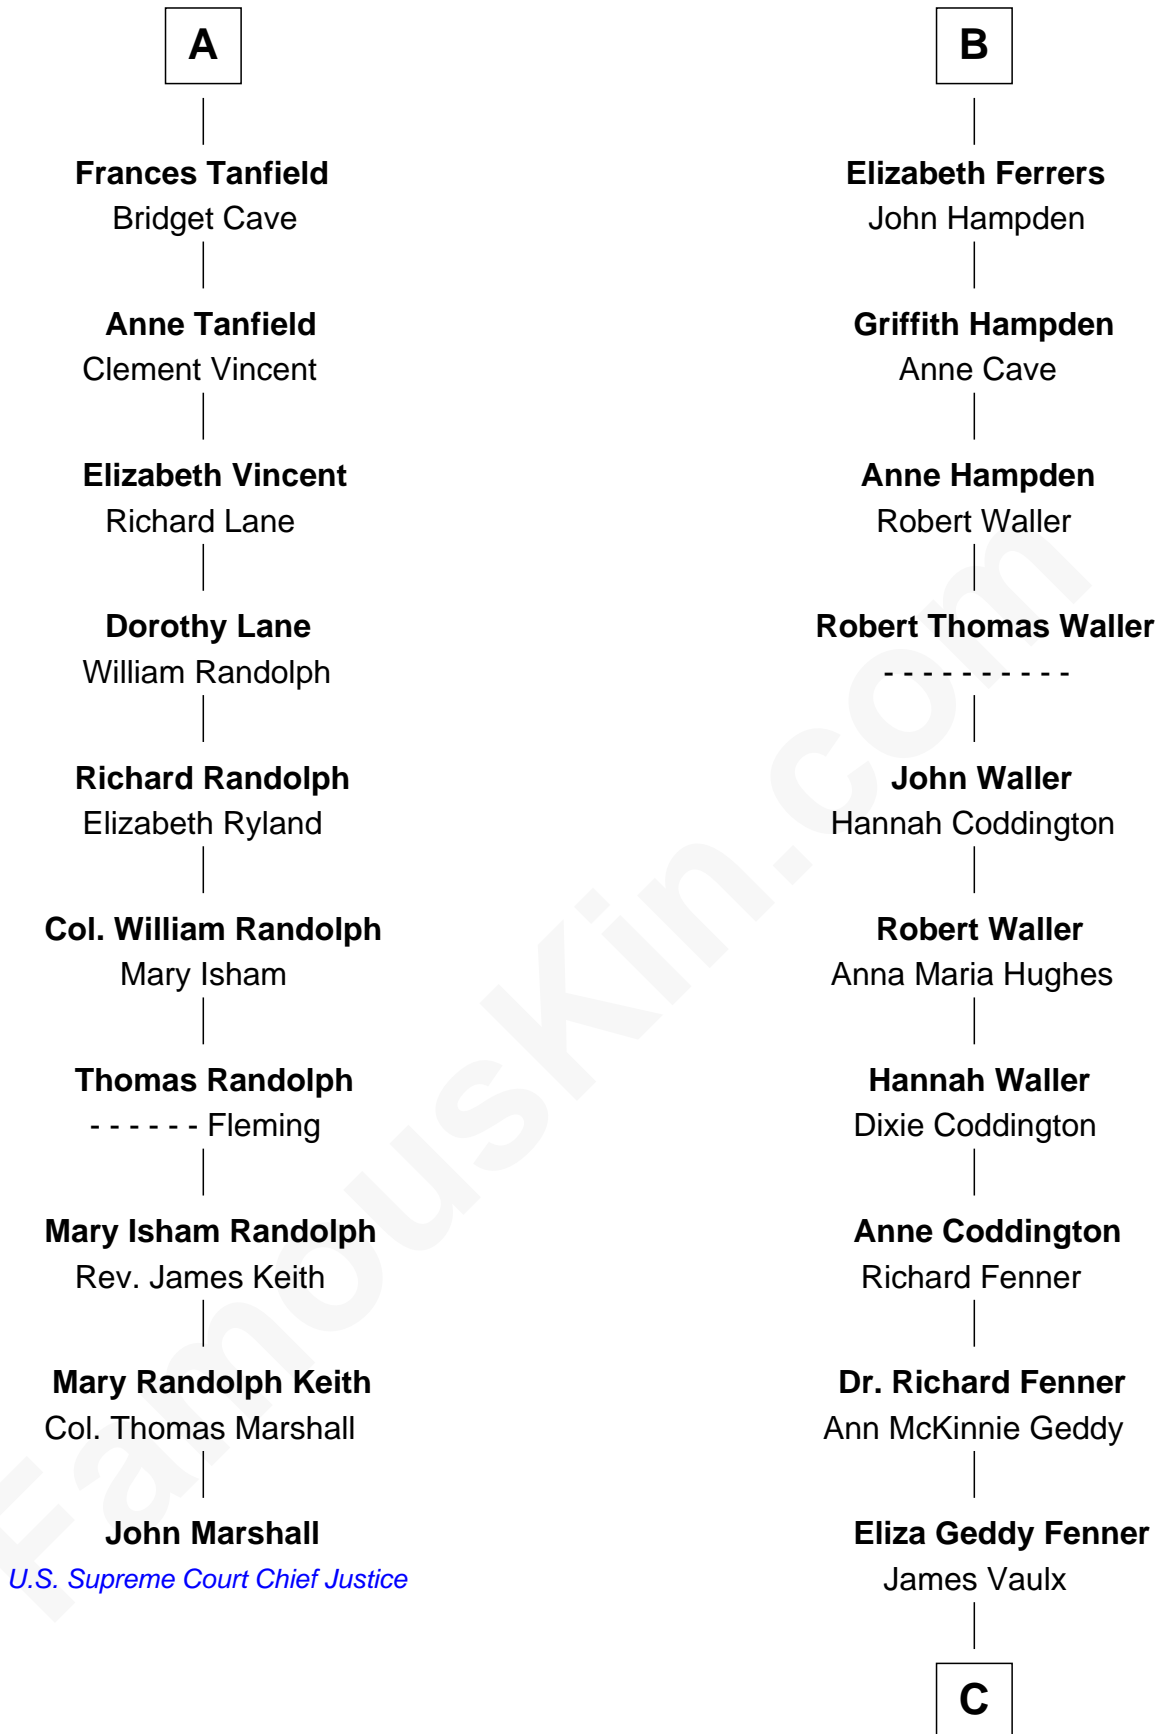 A
Frances Tanfield
Bridget Cave
Anne Tanfield
Clement Vincent
Elizabeth Vincent
Richard Lane
Dorothy Lane
William Randolph
Richard Randolph
Elizabeth Ryland
Col. William Randolph
Mary Isham
Thomas Randolph
- - - - - - Fleming
Mary Isham Randolph
Rev. James Keith
Mary Randolph Keith
Col. Thomas Marshall
John Marshall
U.S. Supreme Court Chief Justice
B
Elizabeth Ferrers
John Hampden
Griffith Hampden
Anne Cave
Anne Hampden
Robert Waller
Robert Thomas Waller
- - - - - - - - - -
John Waller
Hannah Coddington
Robert Waller
Anna Maria Hughes
Hannah Waller
Dixie Coddington
Anne Coddington
Richard Fenner
Dr. Richard Fenner
Ann McKinnie Geddy
Eliza Geddy Fenner
James Vaulx
C
FamousKin.com